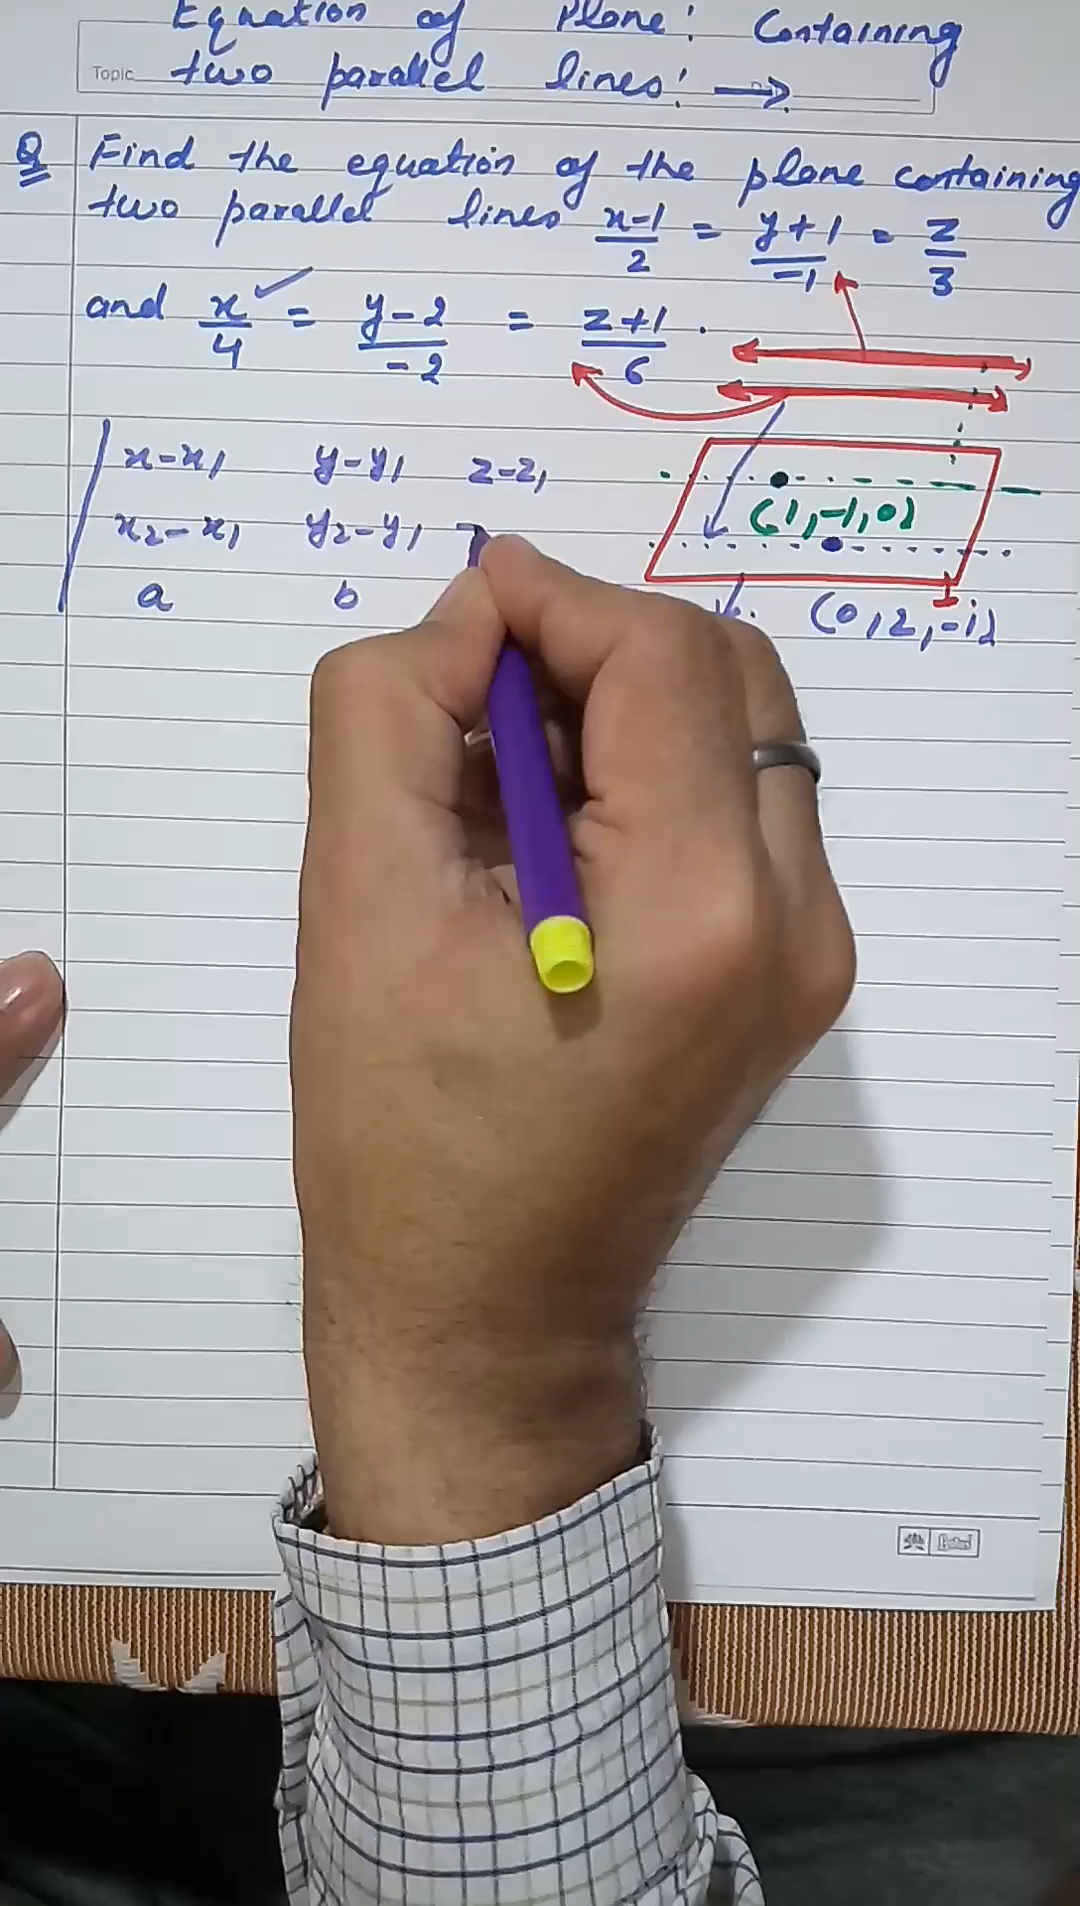 Equation of Plane: Containing
Topic two parallel lines: →
Q Find the equation of the plane containing
two parallel lines x-1/2 = y+1/-1 = z/3
and x/4 ✓ = y-2/-2 = z+1/6 .
x-x₁ y-y₁ z-z₁
(1,-1,0)
x₂-x₁ y₂-y₁
a b
(0,2,-1)